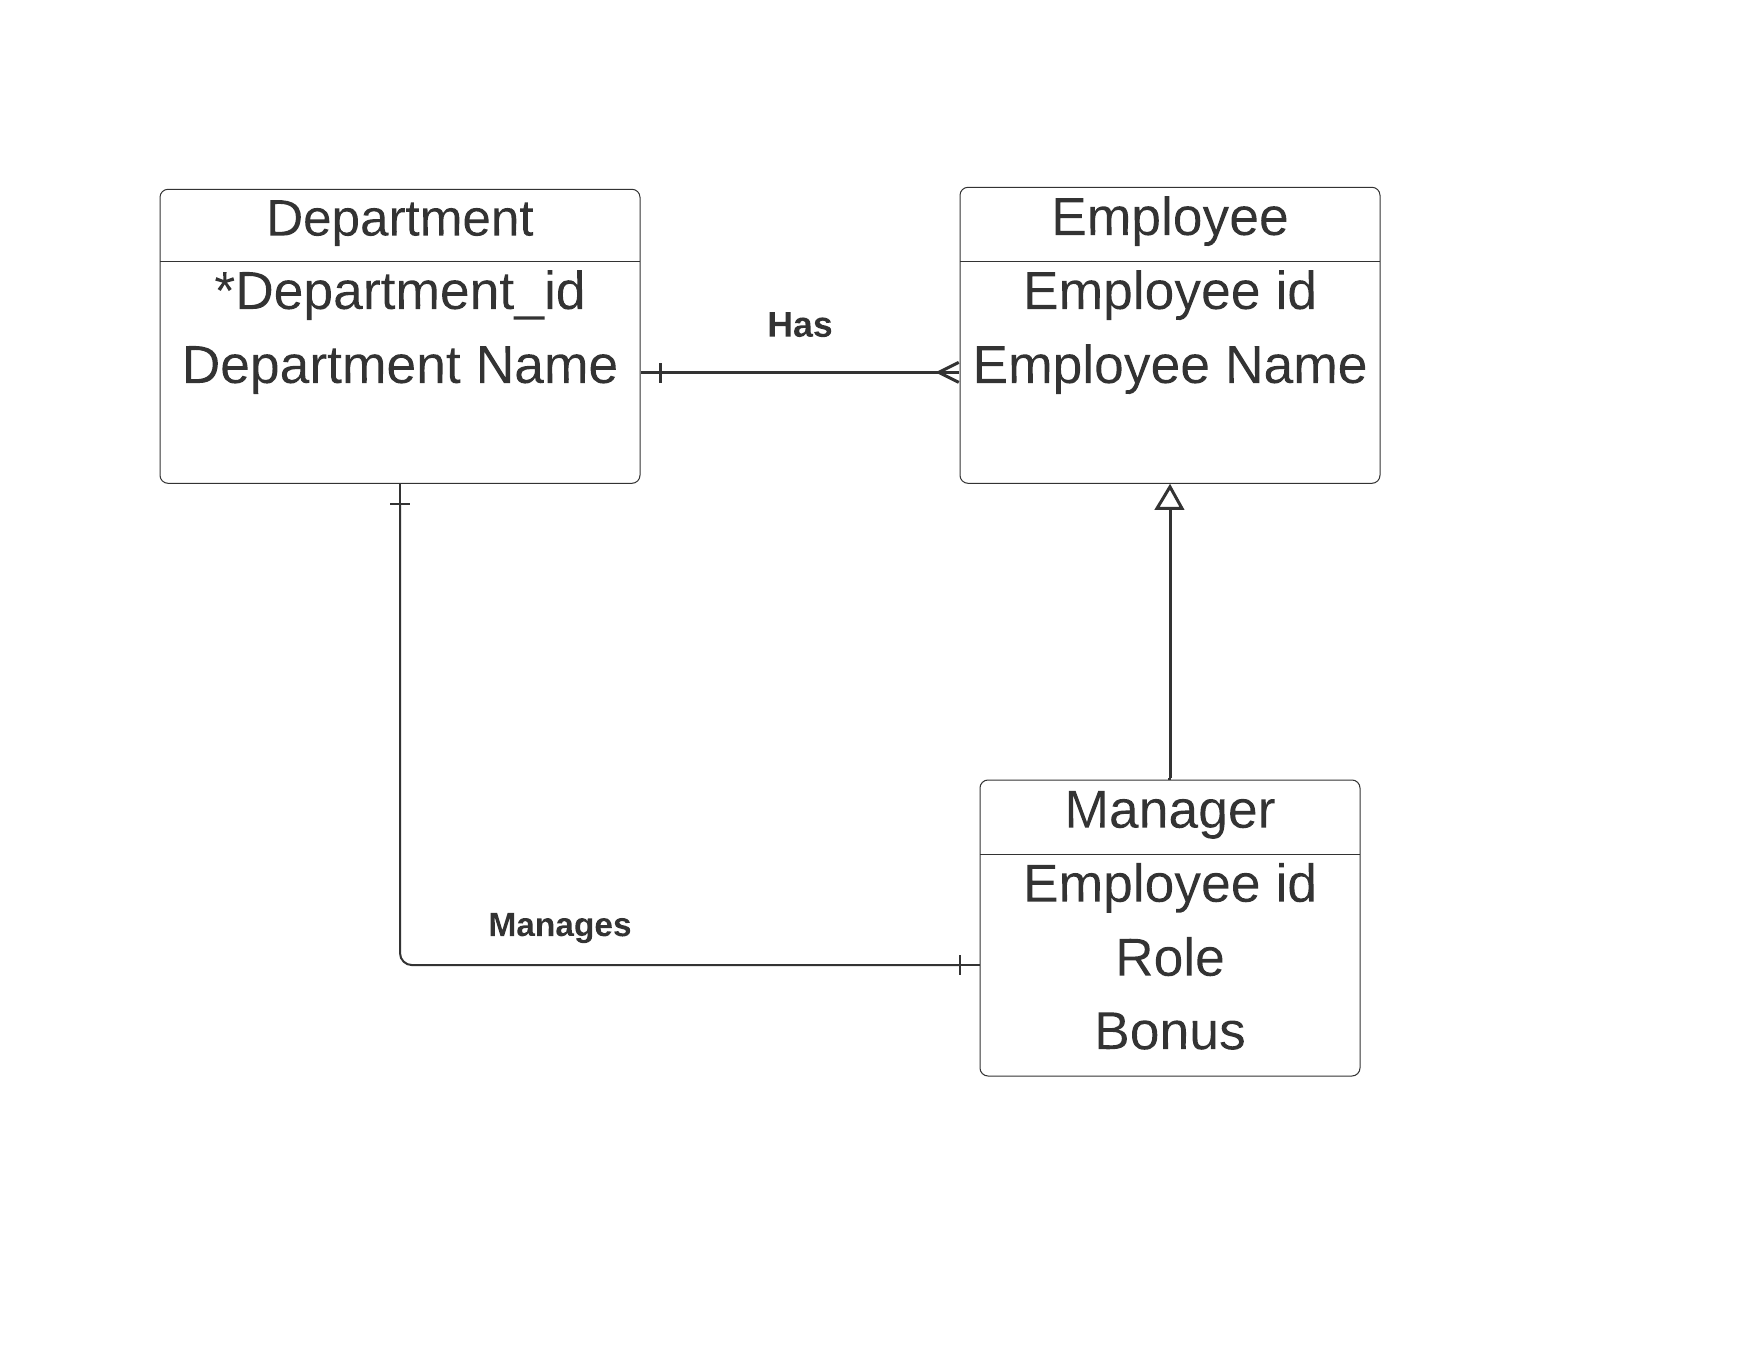 Department
*Department_id
Department Name
Has
Employee
Employee id
Employee Name
Manages
Manager
Employee id
Role
Bonus